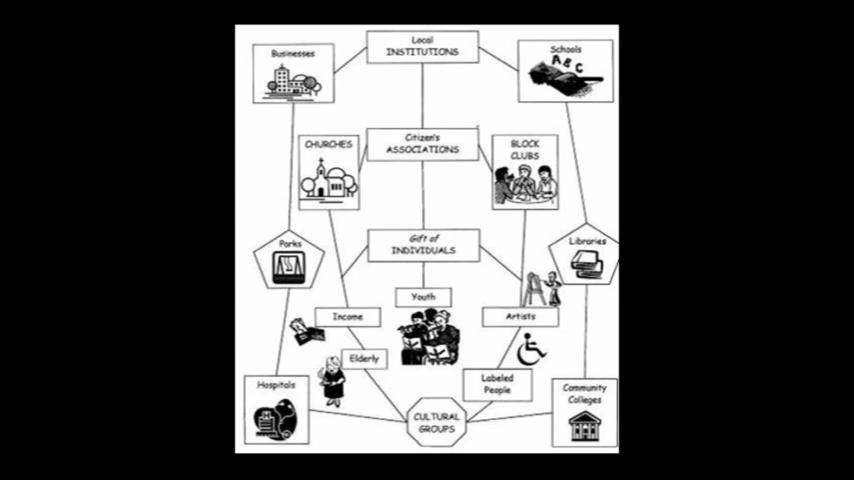 Local
INSTITUTIONS
Businesses
Schools
A B C
Citizen's
ASSOCIATIONS
CHURCHES
BLOCK
CLUBS
Gift of
INDIVIDUALS
Parks
Libraries
Youth
Income
Artists
Elderly
Labeled
People
Hospitals
Community
Colleges
CULTURAL
GROUPS
H